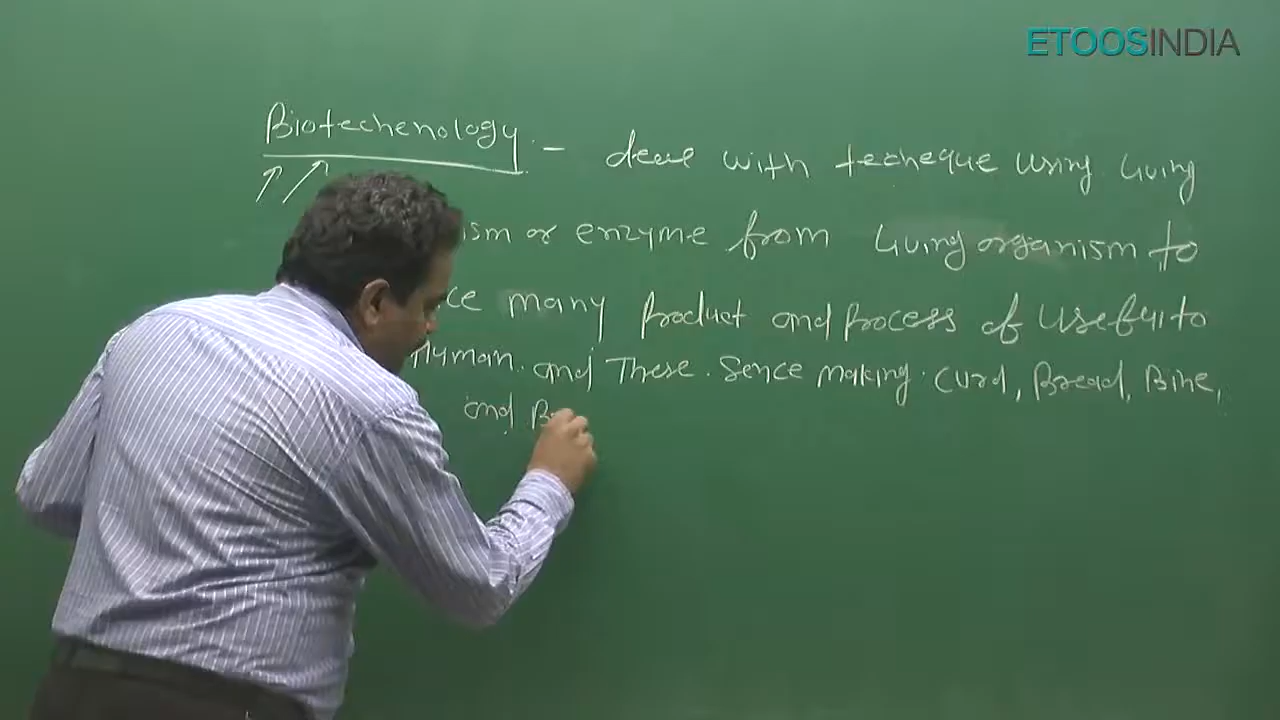 ETOOSINDIA
Biotechenology - deal with techeque using living
ism or enzyme from living organism to
ce many product and process of useful to
Human. and These. Sence making. curd, Bread, Bine,
and B